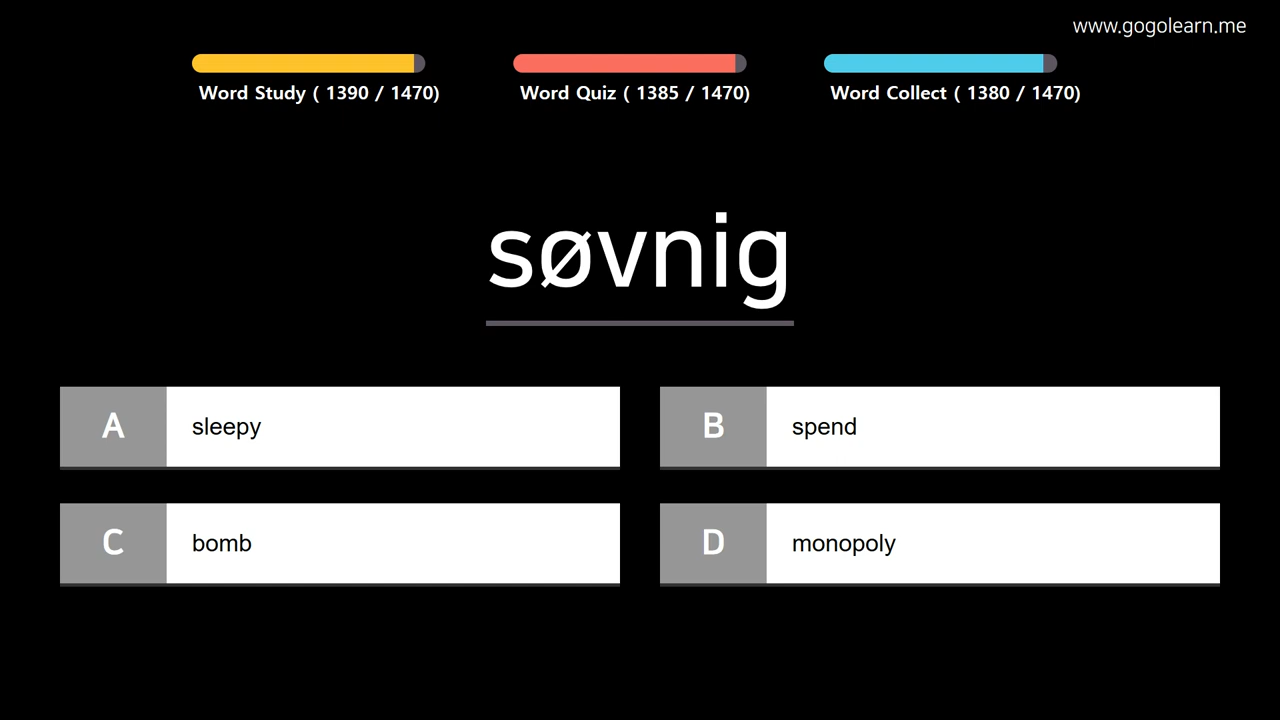 www.gogolearn.me
Word Study ( 1390 / 1470)
Word Quiz ( 1385 / 1470)
Word Collect ( 1380 / 1470)
søvnig
A sleepy
B spend
C bomb
D monopoly